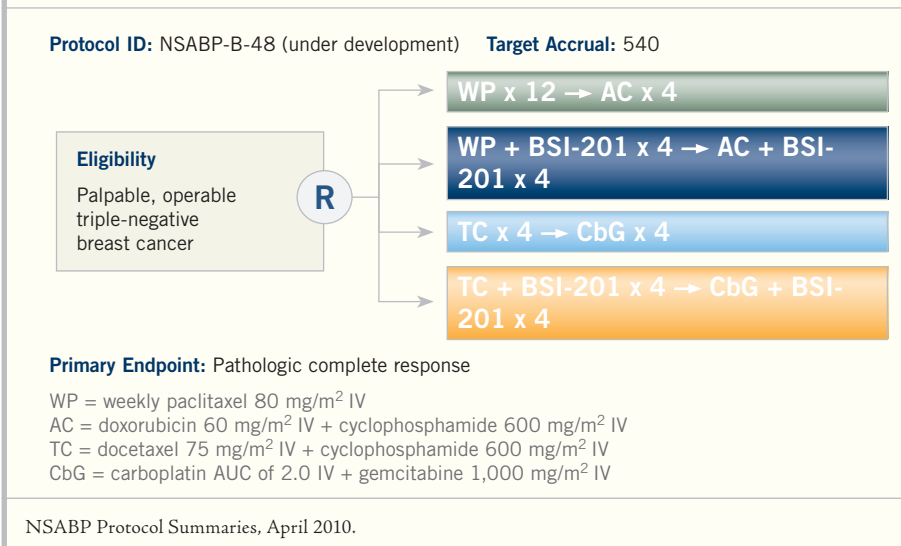 Protocol ID: NSABP-B-48 (under development) Target Accrual: 540
WP x 12 → AC x 4
WP + BSI-201 x 4 → AC + BSI-
201 x 4
Eligibility
Palpable, operable
triple-negative
breast cancer
R
TC x 4 → CbG x 4
TC + BSI-201 x 4 → CbG + BSI-
201 x 4
Primary Endpoint: Pathologic complete response
WP = weekly paclitaxel 80 mg/m² IV
AC = doxorubicin 60 mg/m² IV + cyclophosphamide 600 mg/m² IV
TC = docetaxel 75 mg/m² IV + cyclophosphamide 600 mg/m² IV
CbG = carboplatin AUC of 2.0 IV + gemcitabine 1,000 mg/m² IV
NSABP Protocol Summaries, April 2010.